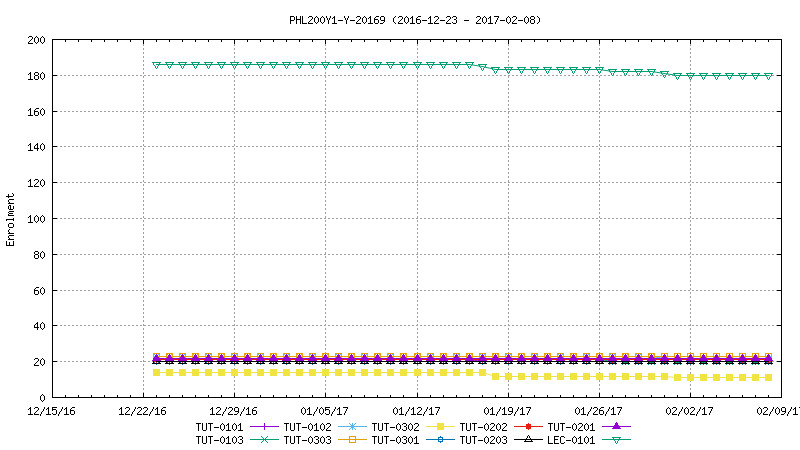 PHL200Y1-Y-20169 (2016-12-23 - 2017-02-08)
200
180
160
140
120
100
80
60
40
20
0
Enrolment
12/15/16 12/22/16 12/29/16 01/05/17 01/12/17 01/19/17 01/26/17 02/02/17 02/09/17
TUT-0101 TUT-0102 TUT-0302 TUT-0202 TUT-0201
TUT-0103 TUT-0303 TUT-0301 TUT-0203 LEC-0101